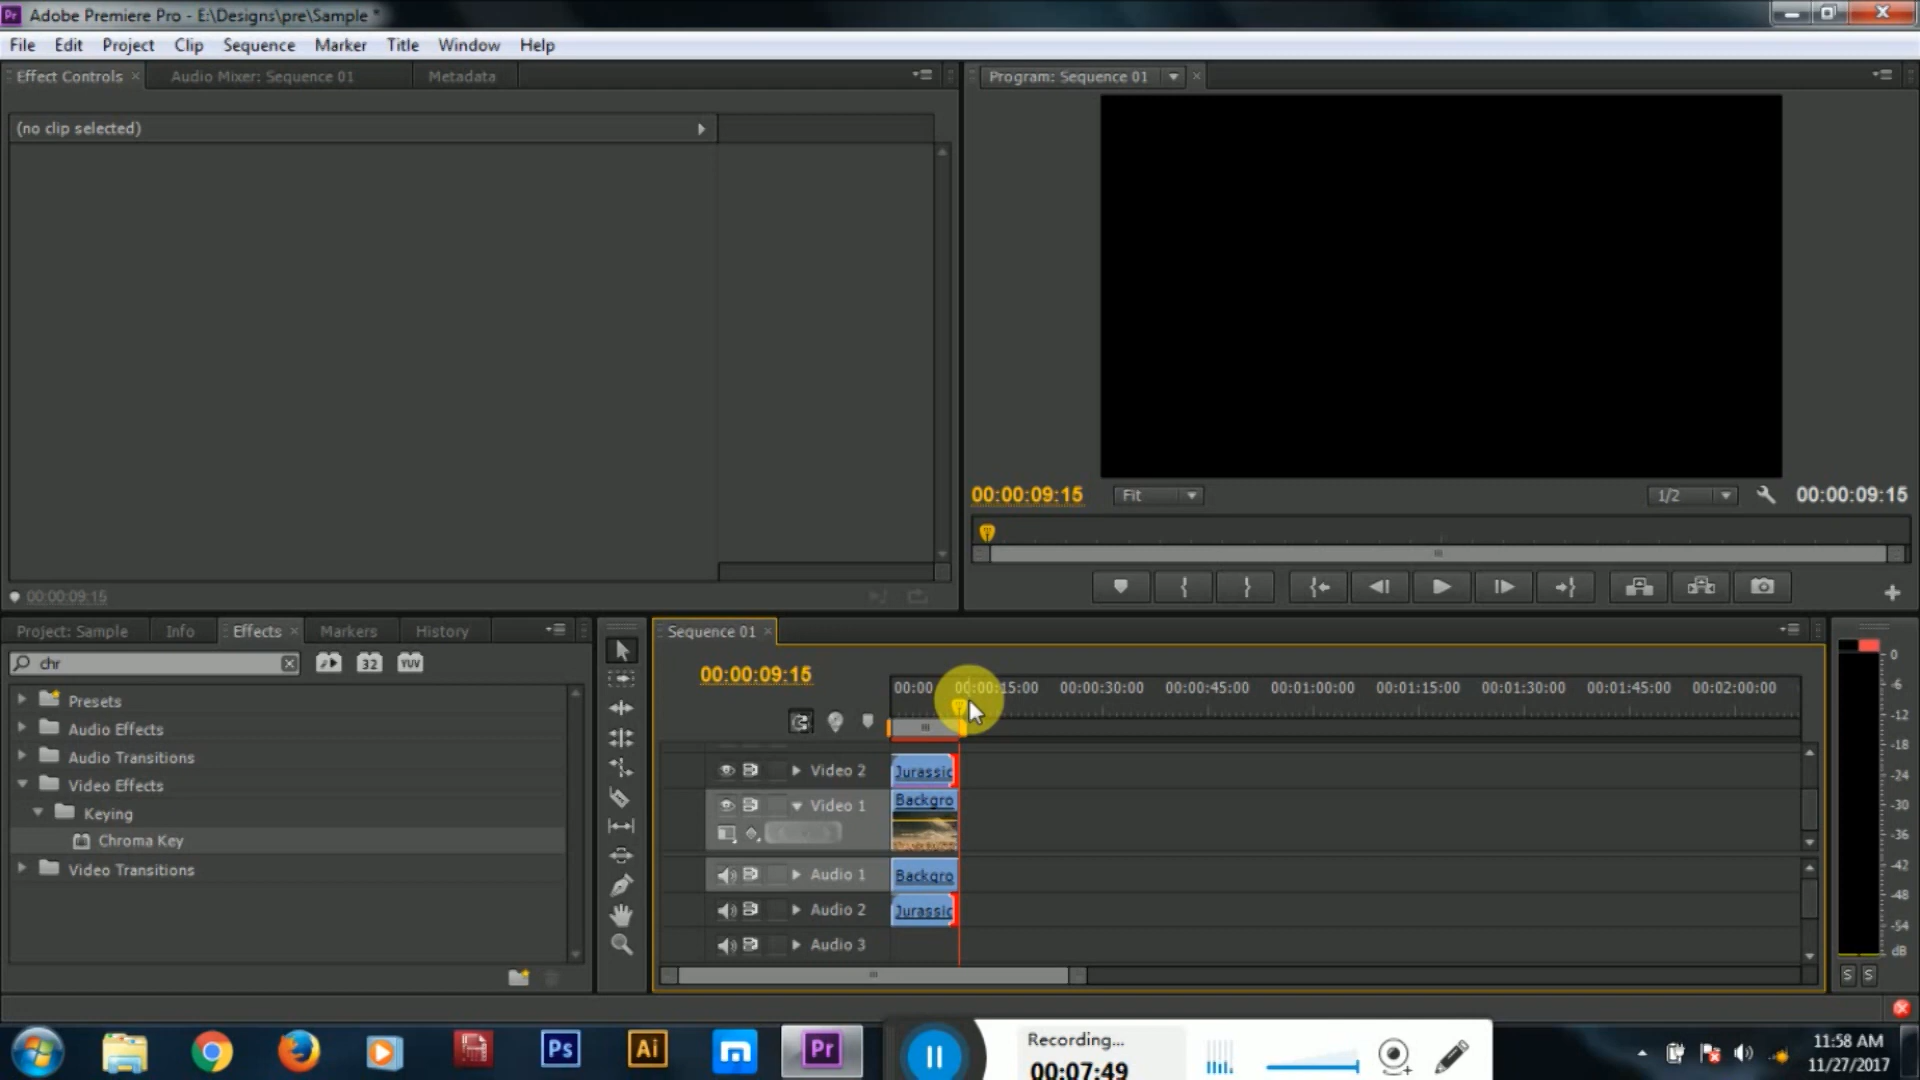 Pr Adobe Premiere Pro - E:\Designs\pre\Sample *
File Edit Project Clip Sequence Marker Title Window Help
Effect Controls Audio Mixer: Sequence 01 Metadata
Program: Sequence 01
(no clip selected)
00:00:09:15 Fit 1/2 00:00:09:15
00:00:09:15
Project: Sample Info Effects Markers History
chr 32 YUV
Presets
Audio Effects
Audio Transitions
Video Effects
Keying
Chroma Key
Video Transitions
Sequence 01
00:00:09:15
00:00 00:00:15:00 00:00:30:00 00:00:45:00 00:01:00:00 00:01:15:00 00:01:30:00 00:01:45:00 00:02:00:00
Video 2 Jurassic
Video 1 Backgro
Audio 1 Backgro
Audio 2 Jurassic
Audio 3
0
-6
-12
-18
-24
-30
-36
-42
-48
-54
dB
S S
Ps Ai m Pr
Recording...
00:07:49
11:58 AM
11/27/2017